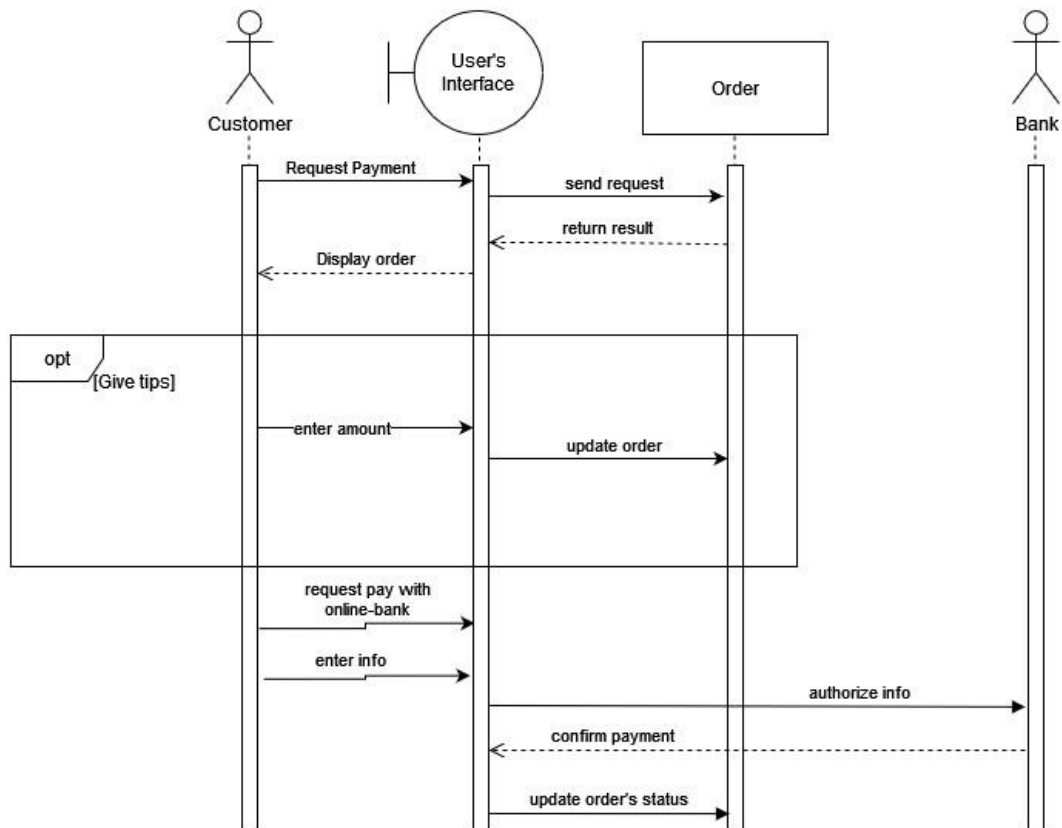 User's
Interface
Order
Customer
Bank
Request Payment
send request
return result
Display order
opt
[Give tips]
enter amount
update order
request pay with
online-bank
enter info
authorize info
confirm payment
update order's status